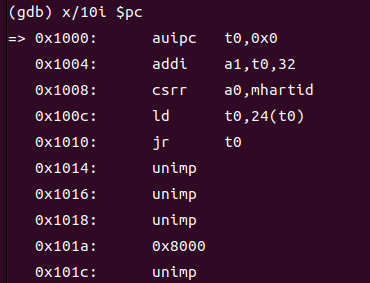 (gdb) x/10i $pc
=> 0x1000: auipc t0,0x0
0x1004: addi a1,t0,32
0x1008: csrr a0,mhartid
0x100c: ld t0,24(t0)
0x1010: jr t0
0x1014: unimp
0x1016: unimp
0x1018: unimp
0x101a: 0x8000
0x101c: unimp